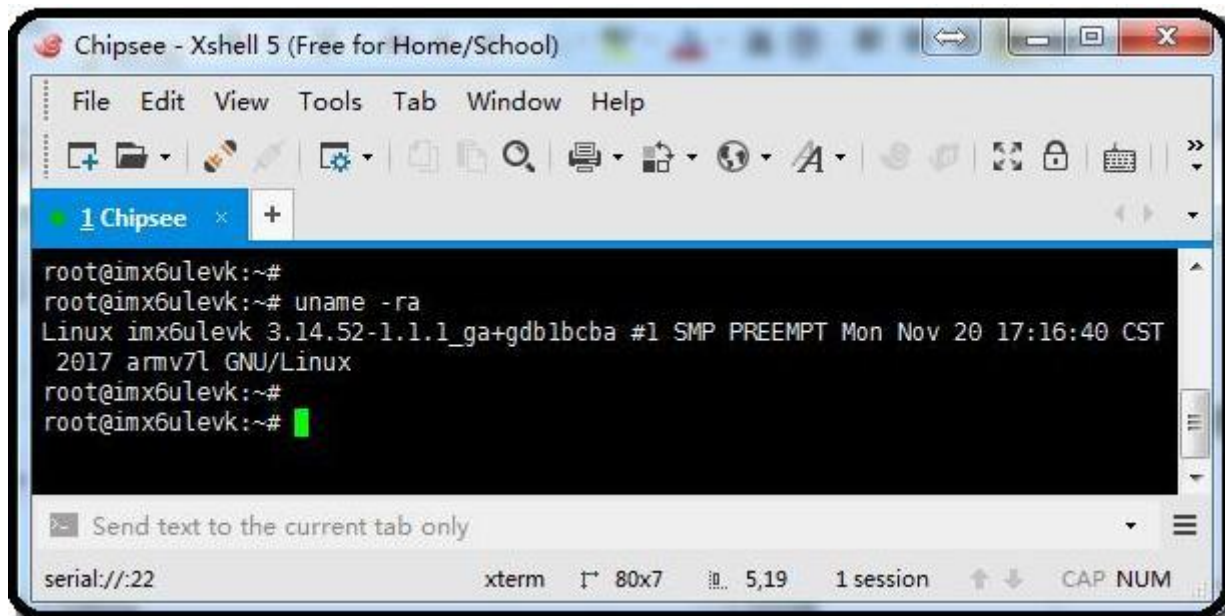 Chipsee - Xshell 5 (Free for Home/School)
File Edit View Tools Tab Window Help
1 Chipsee
root@imx6ulevk:~#
root@imx6ulevk:~# uname -ra
Linux imx6ulevk 3.14.52-1.1.1_ga+gdb1bcba #1 SMP PREEMPT Mon Nov 20 17:16:40 CST
2017 armv7l GNU/Linux
root@imx6ulevk:~#
root@imx6ulevk:~#
Send text to the current tab only
serial://:22 xterm 80x7 5,19 1 session CAP NUM